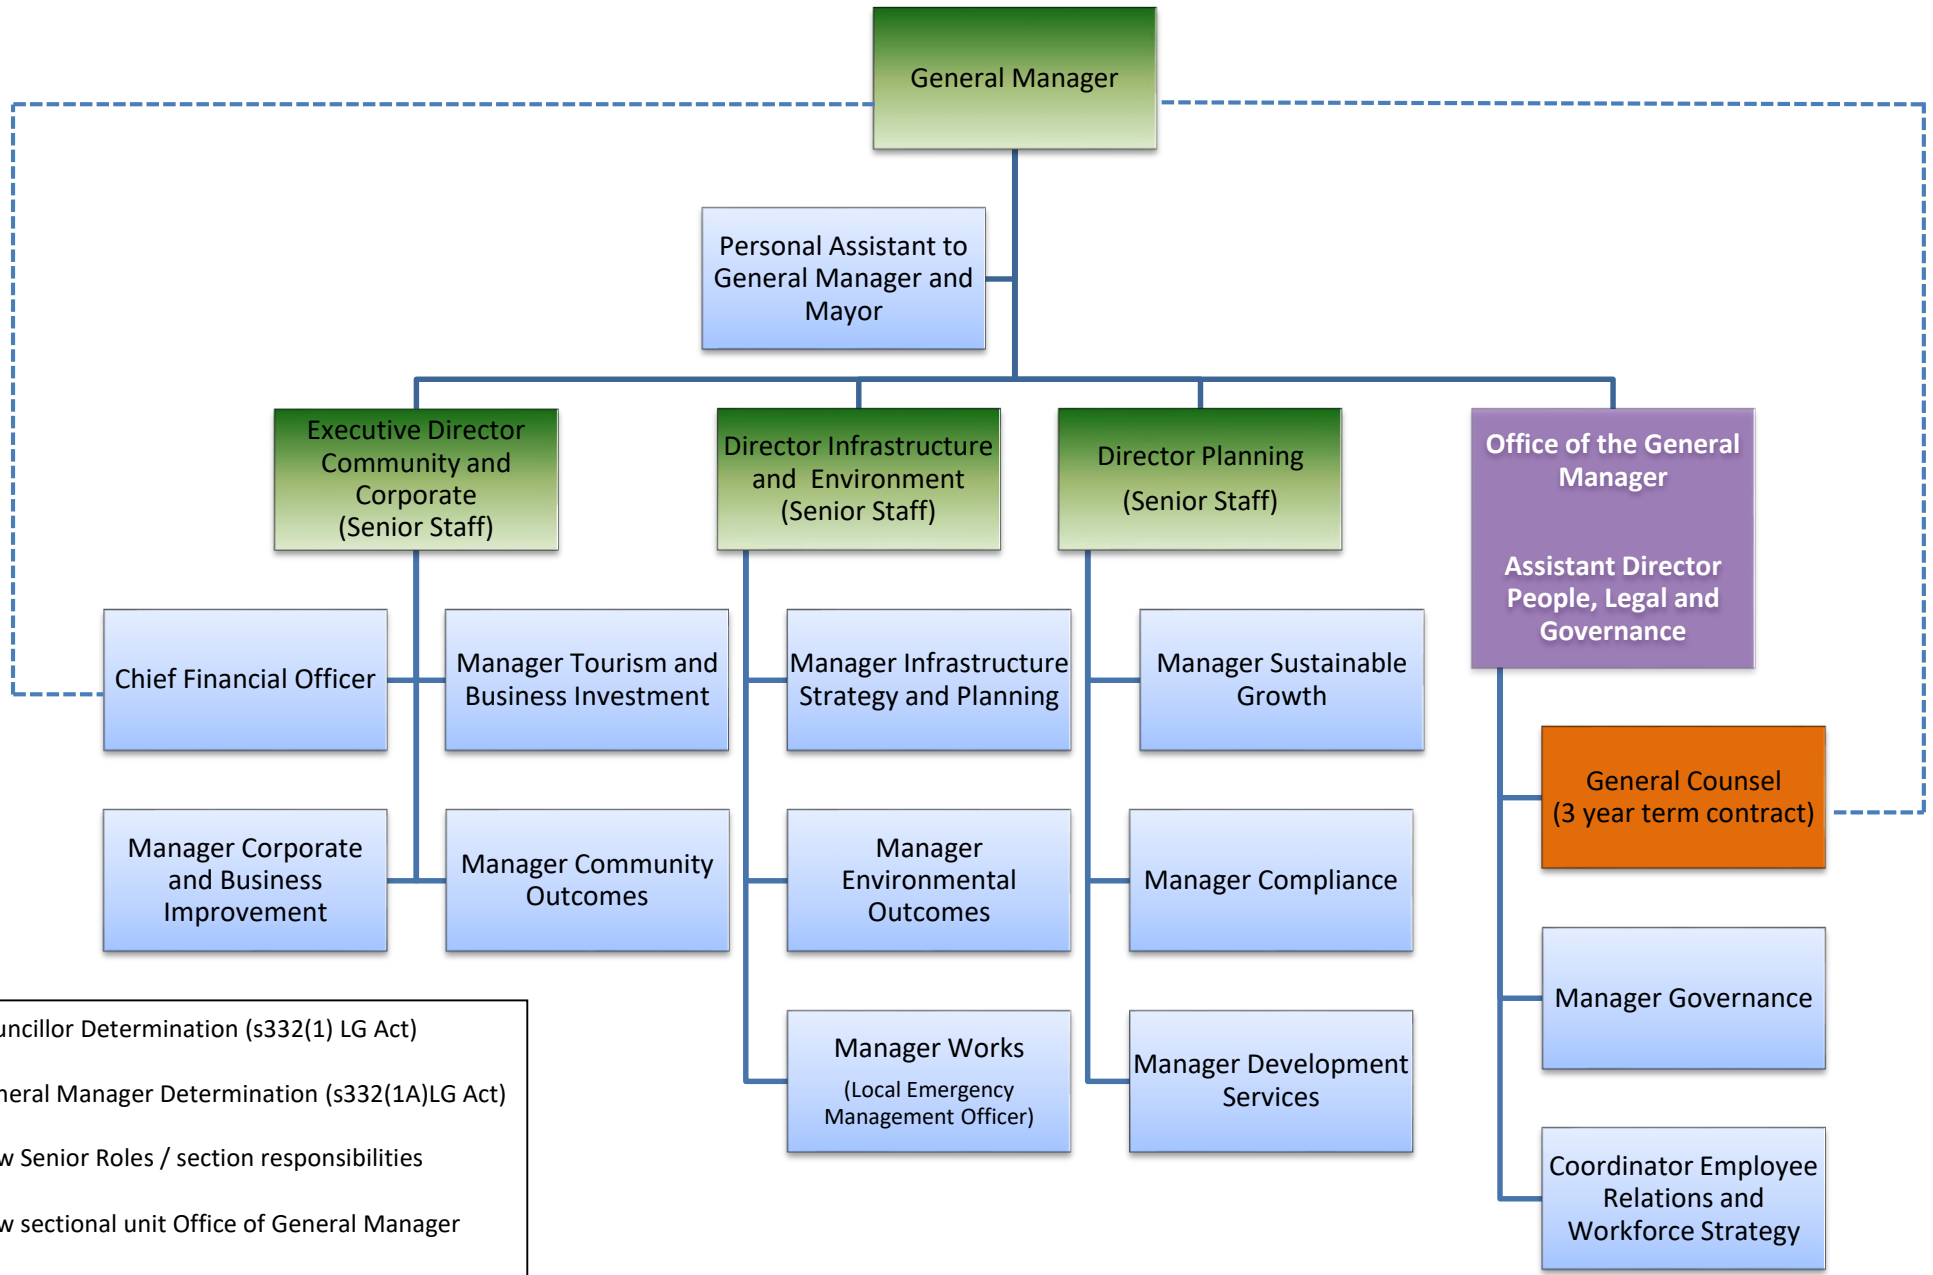 General Manager
Personal Assistant to
General Manager and
Mayor
Executive Director
Community and
Corporate
(Senior Staff)
Director Infrastructure
and Environment
(Senior Staff)
Director Planning
(Senior Staff)
Office of the General
Manager
Assistant Director
People, Legal and
Governance
Chief Financial Officer
Manager Tourism and
Business Investment
Manager Infrastructure
Strategy and Planning
Manager Sustainable
Growth
General Counsel
(3 year term contract)
Manager Corporate
and Business
Improvement
Manager Community
Outcomes
Manager
Environmental
Outcomes
Manager Compliance
Manager Governance
Manager Works
(Local Emergency
Management Officer)
Manager Development
Services
Coordinator Employee
Relations and
Workforce Strategy
Determination (s332(1) LG Act)
Manager Determination (s332(1A)LG Act)
Senior Roles / section responsibilities
sectional unit Office of General Manager